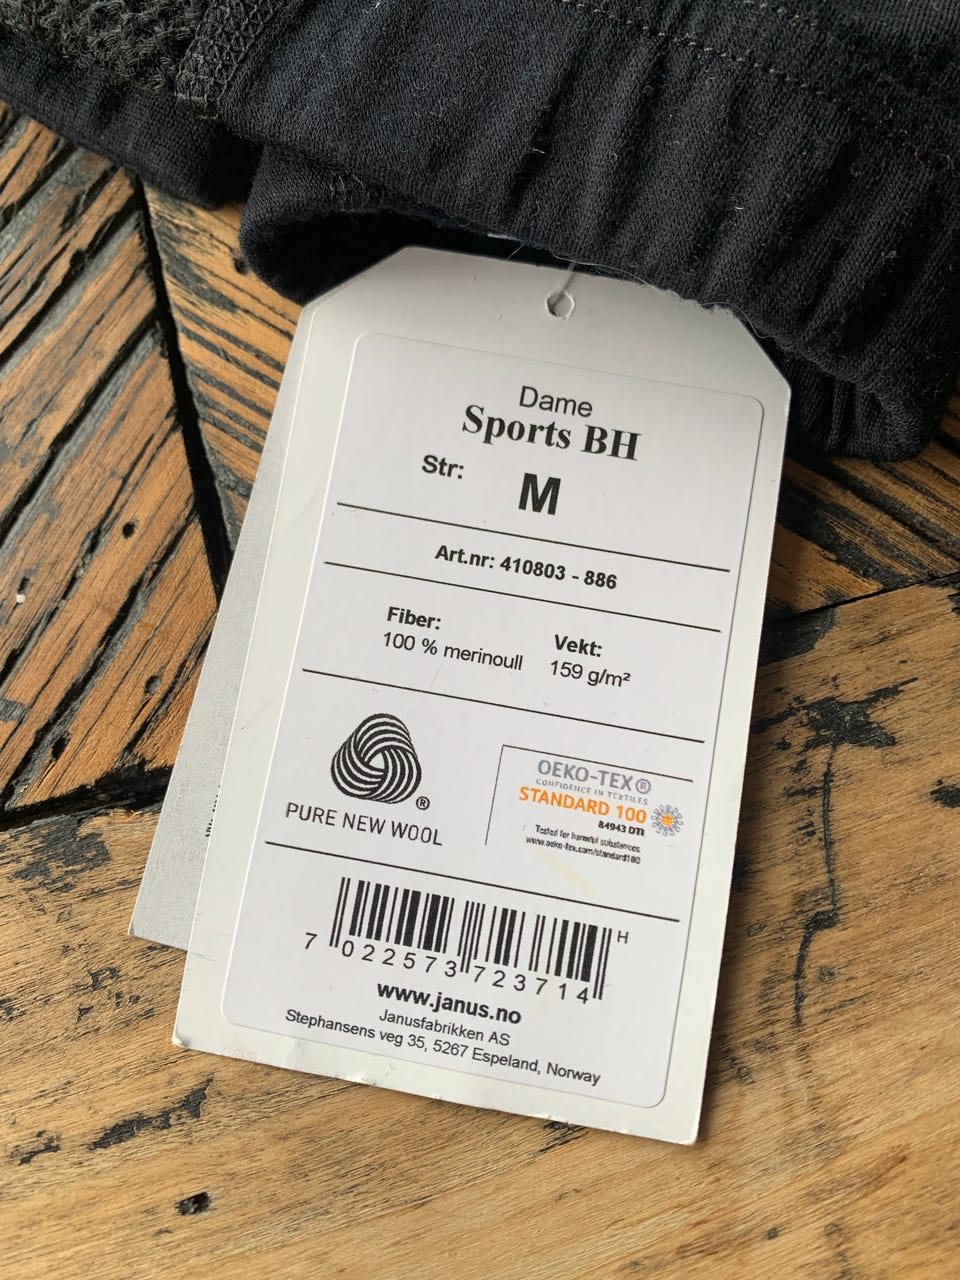 Dame
Sports BH
Str: M
Art.nr: 410803 - 886
Fiber:
100 % merinoull
Vekt:
159 g/m²
®
PURE NEW WOOL
OEKO-TEX®
CONFIDENCE IN TEXTILES
STANDARD 100
84943 DTI
Tested for harmful substances.
www.oeko-tex.com/standard100
H
7 022573 723714
www.janus.no
Janusfabrikken AS
Stephansens veg 35, 5267 Espeland, Norway